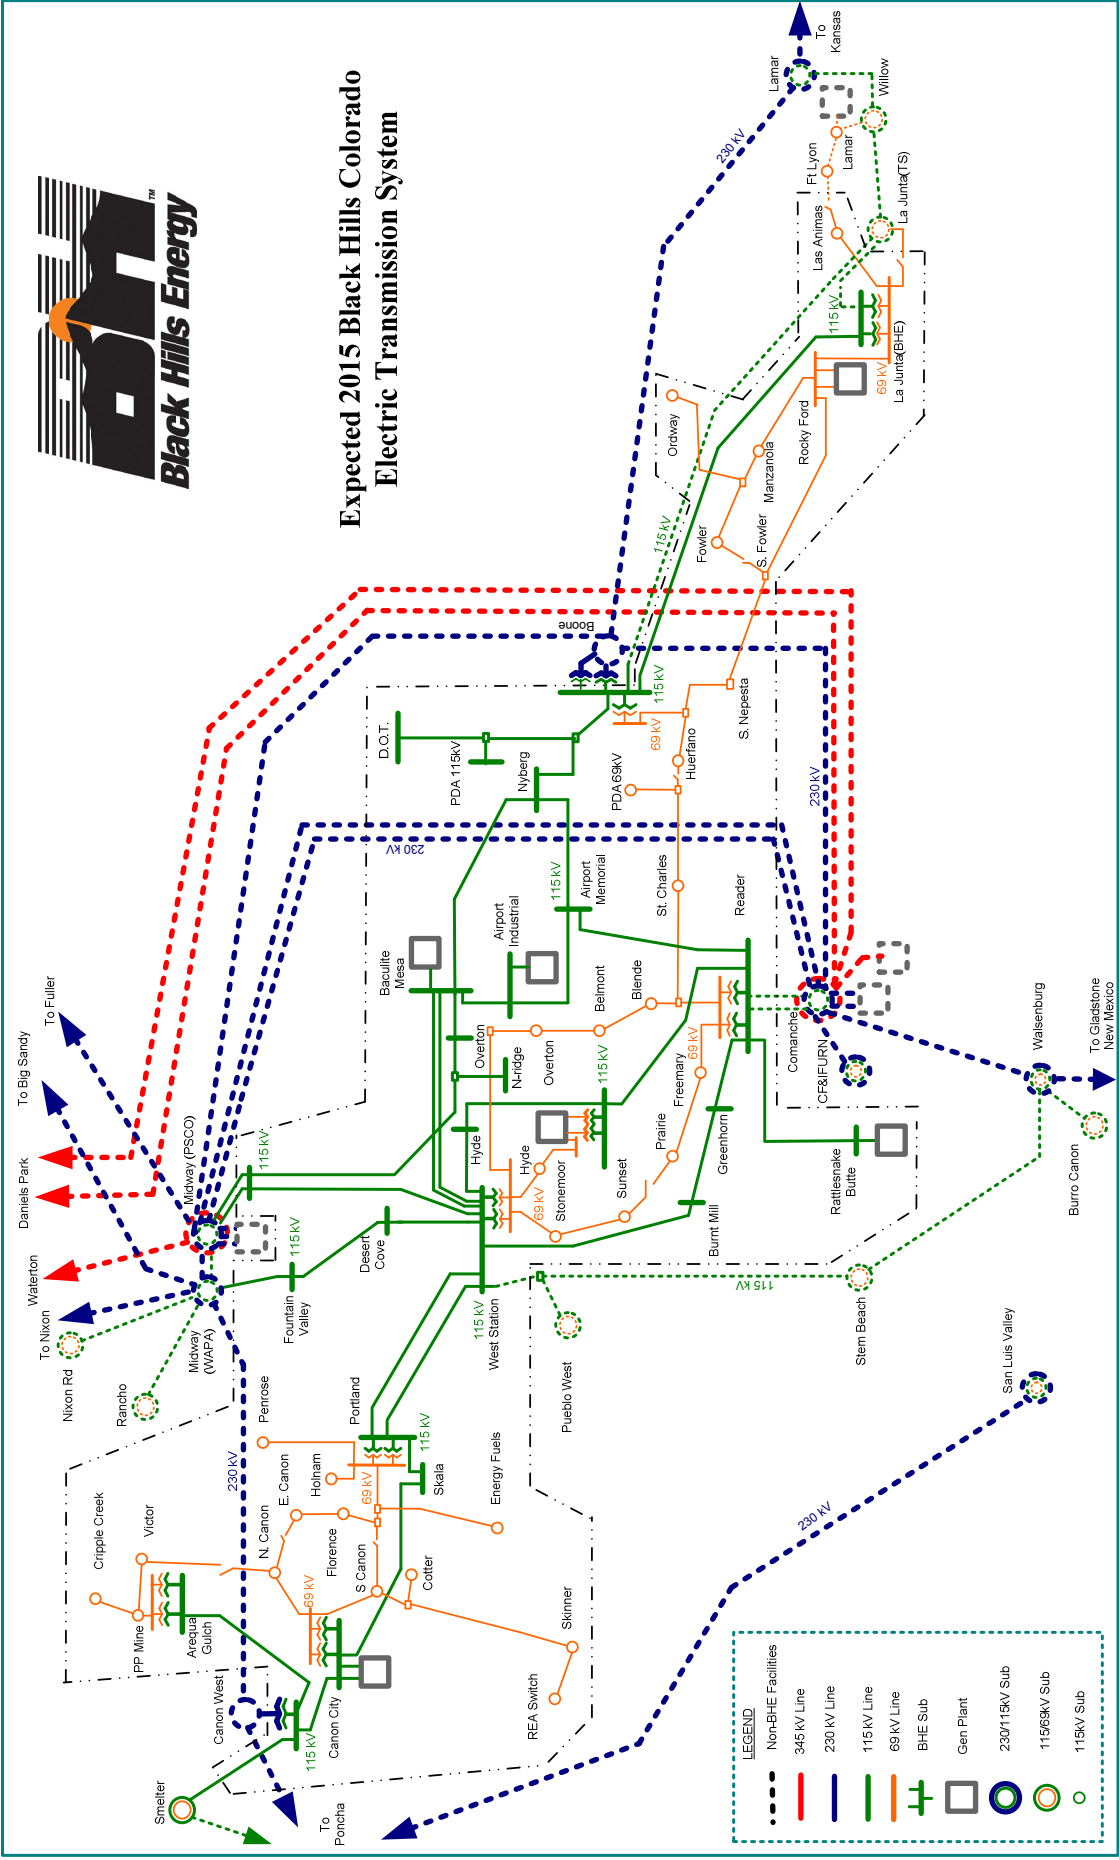 Black Hills Energy
TM
Expected 2015 Black Hills Colorado
Electric Transmission System
Smelter
To
Poncha
Canon West
115 kV
Canon City
PP Mine
Arequa
Gulch
Cripple Creek
Victor
REA Switch
Skinner
N. Canon
69 kV
E. Canon
Florence
S Canon
Cotter
Holnam
Penrose
69 kV
Portland
115 kV
Skala
Energy Fuels
230 kV
Rancho
Nixon Rd
To Nixon
Waterton
Daniels Park
To Big Sandy
To Fuller
Midway
(WAPA)
Midway (PSCO)
Fountain
Valley
115 kV
115 kV
Desert
Cove
115 kV
West Station
Pueblo West
115 kV
Stem Beach
San Luis Valley
230 kV
Hyde
Hyde
69 kV
Stonemoor
Sunset
115 kV
Prairie
Freemary
69 kV
Burnt Mill
Greenhorn
Rattlesnake
Butte
Overton
N-ridge
Overton
Belmont
Blende
Baculite
Mesa
Airport
Industrial
115 kV
Airport
Memorial
St. Charles
Reader
Comanche
CF&IFURN
Walsenburg
Burro Canon
To Gladstone
New Mexico
230 kV
230 kV
D.O.T.
PDA 115kV
Nyberg
PDA 69kV
Huerfano
69 kV
115 kV
Boone
S. Nepesta
115 kV
Fowler
S. Fowler
Ordway
Manzanola
Rocky Ford
69 kV
La Junta(BHE)
115 kV
Las Animas
Ft Lyon
Lamar
La Junta(TS)
Willow
Lamar
To
Kansas
230 kV
LEGEND
Non-BHE Facilities
345 kV Line
230 kV Line
115 kV Line
69 kV Line
BHE Sub
Gen Plant
230/115kV Sub
115/69kV Sub
115kV Sub